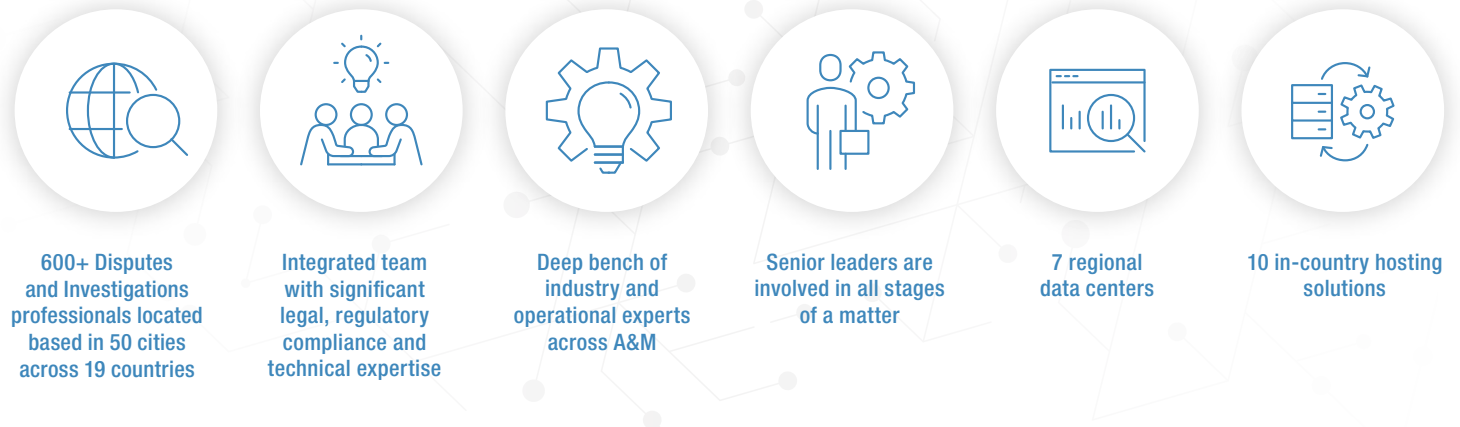 600+ Disputes
and Investigations
professionals located
based in 50 cities
across 19 countries
Integrated team
with significant
legal, regulatory
compliance and
technical expertise
Deep bench of
industry and
operational experts
across A&M
Senior leaders are
involved in all stages
of a matter
7 regional
data centers
10 in-country hosting
solutions